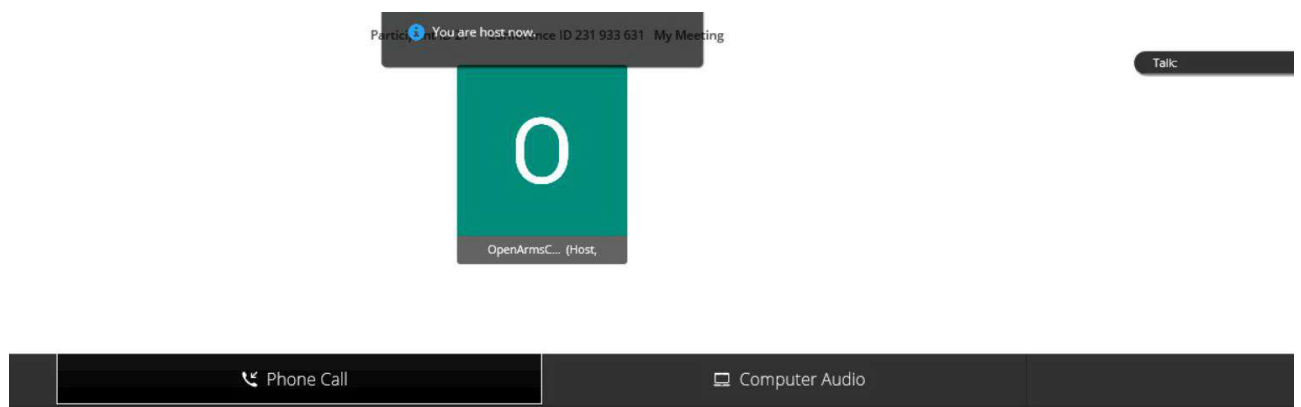 You are host now.
Conference ID 231 933 631 My Meeting
Talk:
O
OpenArmsC... (Host,
Phone Call
Computer Audio